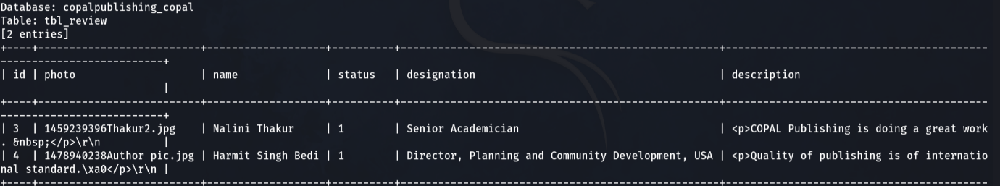 Database: copalpublishing_copal
Table: tbl_review
[2 entries]
+----+-------------------------+------------------+---------+------------------------------------------------+---------------------------------------
------------------------+
| id | photo | name | status | designation | description
|
+----+-------------------------+------------------+---------+------------------------------------------------+---------------------------------------
------------------------+
| 3 | 1459239396Thakur2.jpg | Nalini Thakur | 1 | Senior Academician | <p>COPAL Publishing is doing a great work
. &nbsp;</p>\r\n |
| 4 | 1478940238Author pic.jpg | Harmit Singh Bedi | 1 | Director, Planning and Community Development, USA | <p>Quality of publishing is of internatio
nal standard.\xa0</p>\r\n |
+----+-------------------------+------------------+---------+------------------------------------------------+---------------------------------------